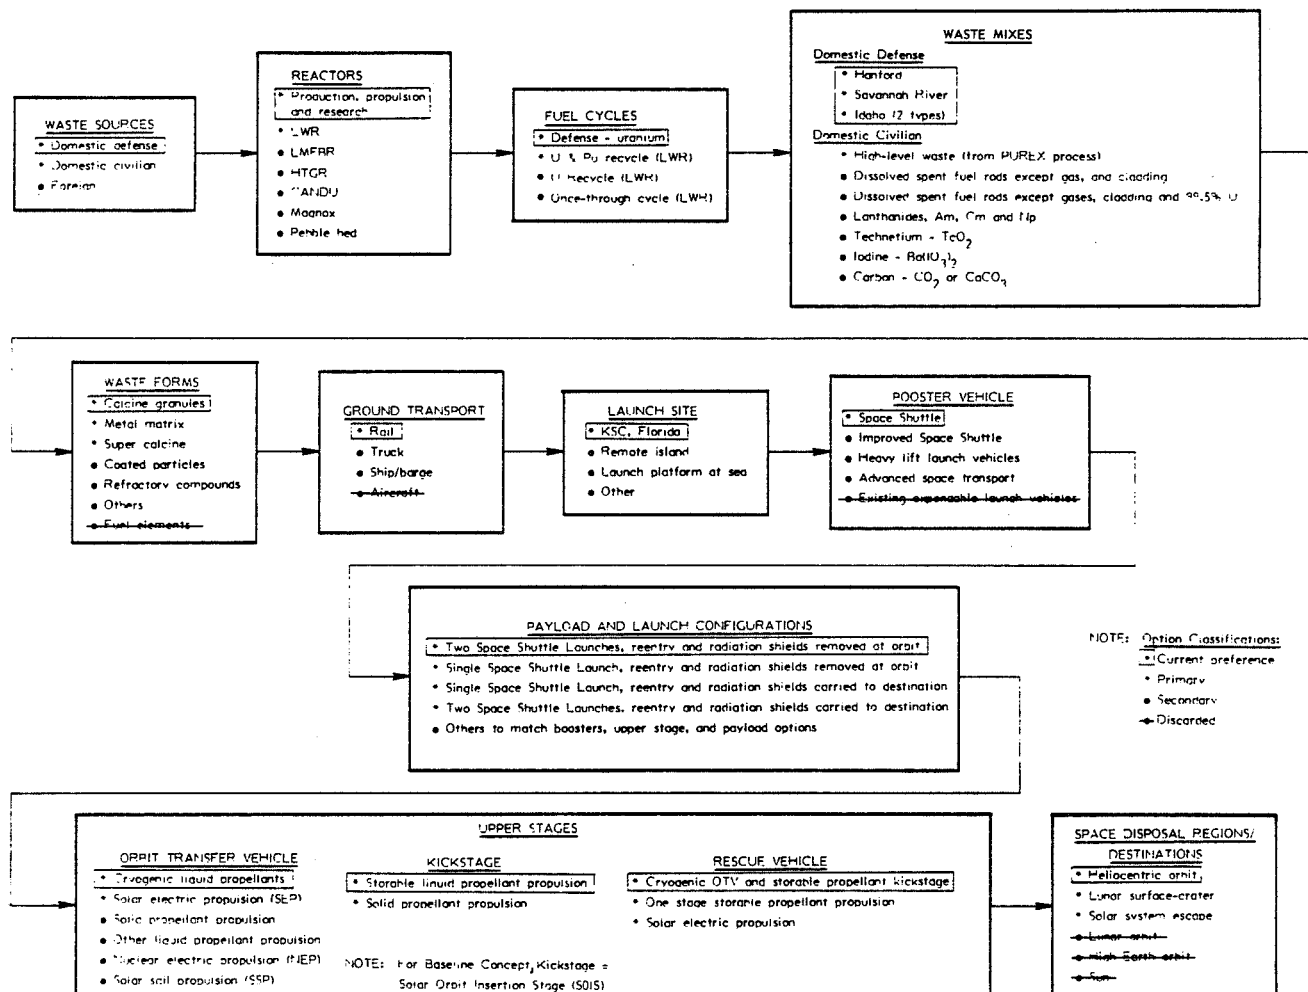 WASTE SOURCES
* Domestic defense
* Domestic civilian
● Foreign
REACTORS
* Production, propulsion
and research
* LWR
● LMFBR
● HTGR
● CANDU
● Magnox
● Pebble bed
FUEL CYCLES
* Defense - uranium
* U & Pu recycle (LWR)
● U Recycle (LWR)
● Once-through cycle (LWR)
WASTE MIXES
Domestic Defense
* Hanford
* Savannah River
* Idaho (2 types)
Domestic Civilian
* High-level waste (from PUREX process)
● Dissolved spent fuel rods except gas, and cladding
● Dissolved spent fuel rods except gases, cladding and 99.5% U
● Lanthanides, Am, Cm and Np
● Technetium - TcO2
● Iodine - Ba(IO3)2
● Carbon - CO2 or CaCO3
WASTE FORMS
* Calcine granules
* Metal matrix
* Super calcine
● Coated particles
● Refractory compounds
● Others
● Fuel elements
GROUND TRANSPORT
* Rail
● Truck
● Ship/barge
● Aircraft
LAUNCH SITE
* KSC, Florida
● Remote island
● Launch platform at sea
● Other
BOOSTER VEHICLE
* Space Shuttle
● Improved Space Shuttle
● Heavy lift launch vehicles
● Advanced space transport
● Existing expendable launch vehicles
PAYLOAD AND LAUNCH CONFIGURATIONS
* Two Space Shuttle Launches, reentry and radiation shields removed at orbit
* Single Space Shuttle Launch, reentry and radiation shields removed at orbit
* Single Space Shuttle Launch, reentry and radiation shields carried to destination
* Two Space Shuttle Launches, reentry and radiation shields carried to destination
● Others to match boosters, upper stage, and payload options
NOTE: Option Classifications:
* Current preference
* Primary
● Secondary
● Discarded
UPPER STAGES
ORBIT TRANSFER VEHICLE
* Cryogenic liquid propellants
* Solar electric propulsion (SEP)
● Solid propellant propulsion
● Other liquid propellant propulsion
● Nuclear electric propulsion (NEP)
● Solar sail propulsion (SSP)
KICKSTAGE
* Storable liquid propellant propulsion
* Solid propellant propulsion
NOTE: For Baseline Concept, Kickstage =
Solar Orbit Insertion Stage (SOIS)
RESCUE VEHICLE
* Cryogenic OTV and storable propellant kickstage
* One stage storable propellant propulsion
* Solar electric propulsion
SPACE DISPOSAL REGIONS/
DESTINATIONS
* Heliocentric orbit
* Lunar surface-crater
* Solar system escape
● Lunar orbit
● High Earth orbit
● Sun